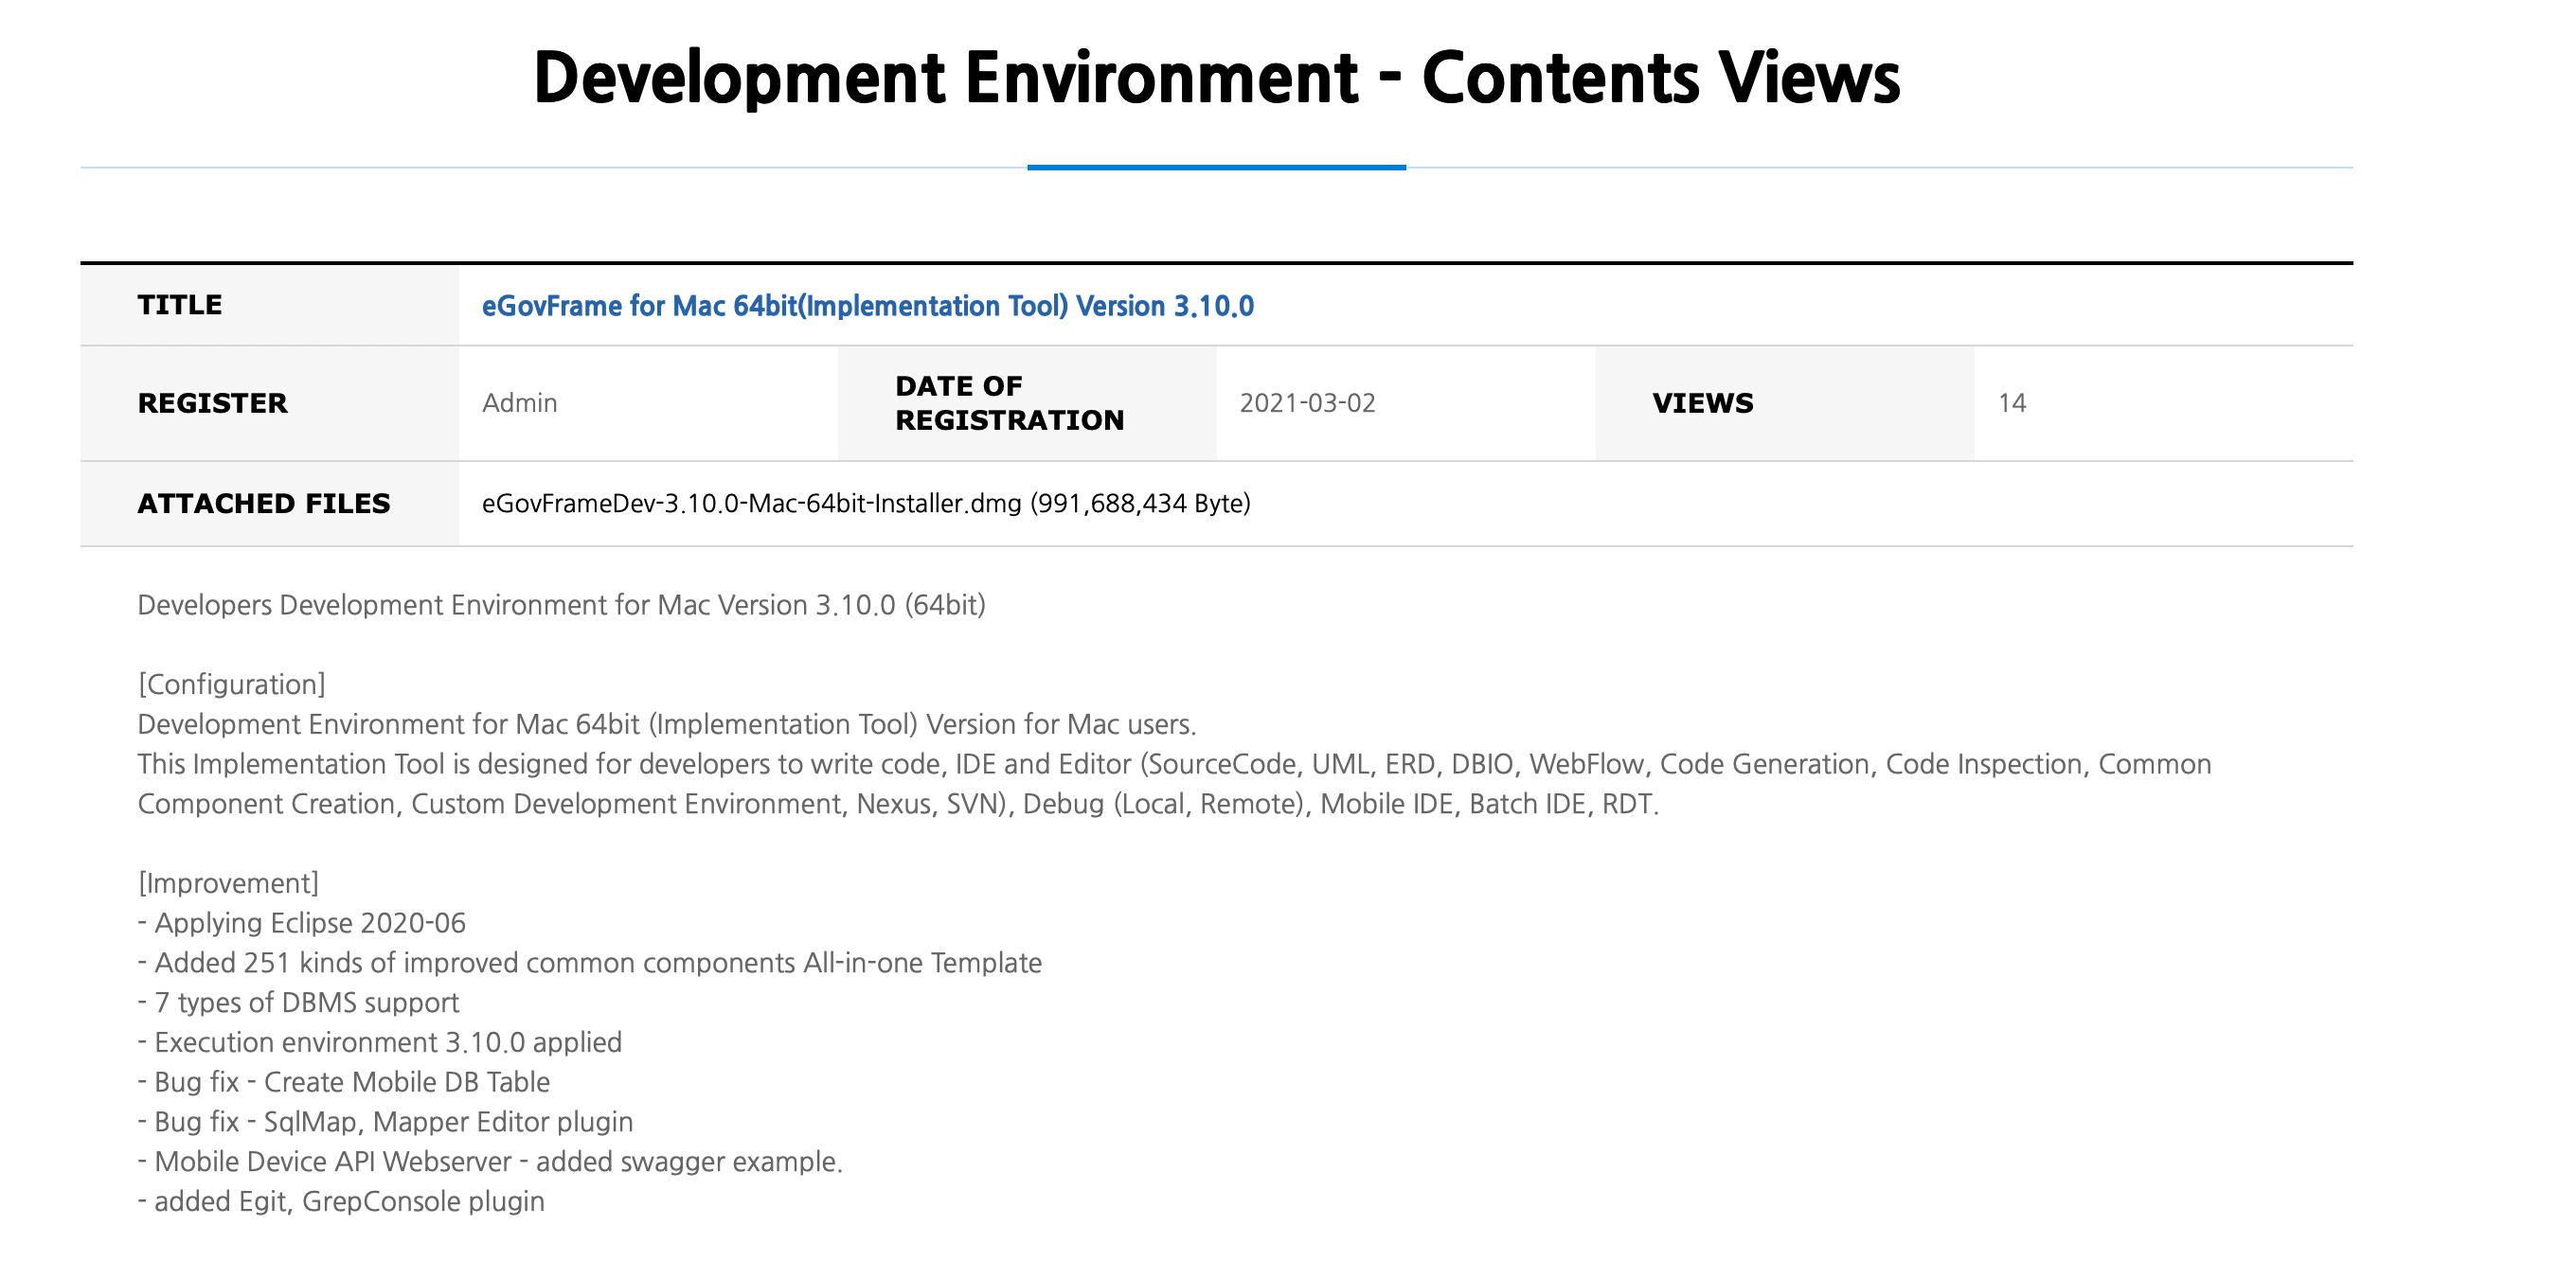 Development Environment - Contents Views
TITLE
eGovFrame for Mac 64bit(Implementation Tool) Version 3.10.0
REGISTER
Admin
DATE OF
REGISTRATION
2021-03-02
VIEWS
14
ATTACHED FILES
eGovFrameDev-3.10.0-Mac-64bit-Installer.dmg (991,688,434 Byte)
Developers Development Environment for Mac Version 3.10.0 (64bit)
[Configuration]
Development Environment for Mac 64bit (Implementation Tool) Version for Mac users.
This Implementation Tool is designed for developers to write code, IDE and Editor (SourceCode, UML, ERD, DBIO, WebFlow, Code Generation, Code Inspection, Common
Component Creation, Custom Development Environment, Nexus, SVN), Debug (Local, Remote), Mobile IDE, Batch IDE, RDT.
[Improvement]
- Applying Eclipse 2020-06
- Added 251 kinds of improved common components All-in-one Template
- 7 types of DBMS support
- Execution environment 3.10.0 applied
- Bug fix - Create Mobile DB Table
- Bug fix - SqlMap, Mapper Editor plugin
- Mobile Device API Webserver - added swagger example.
- added Egit, GrepConsole plugin